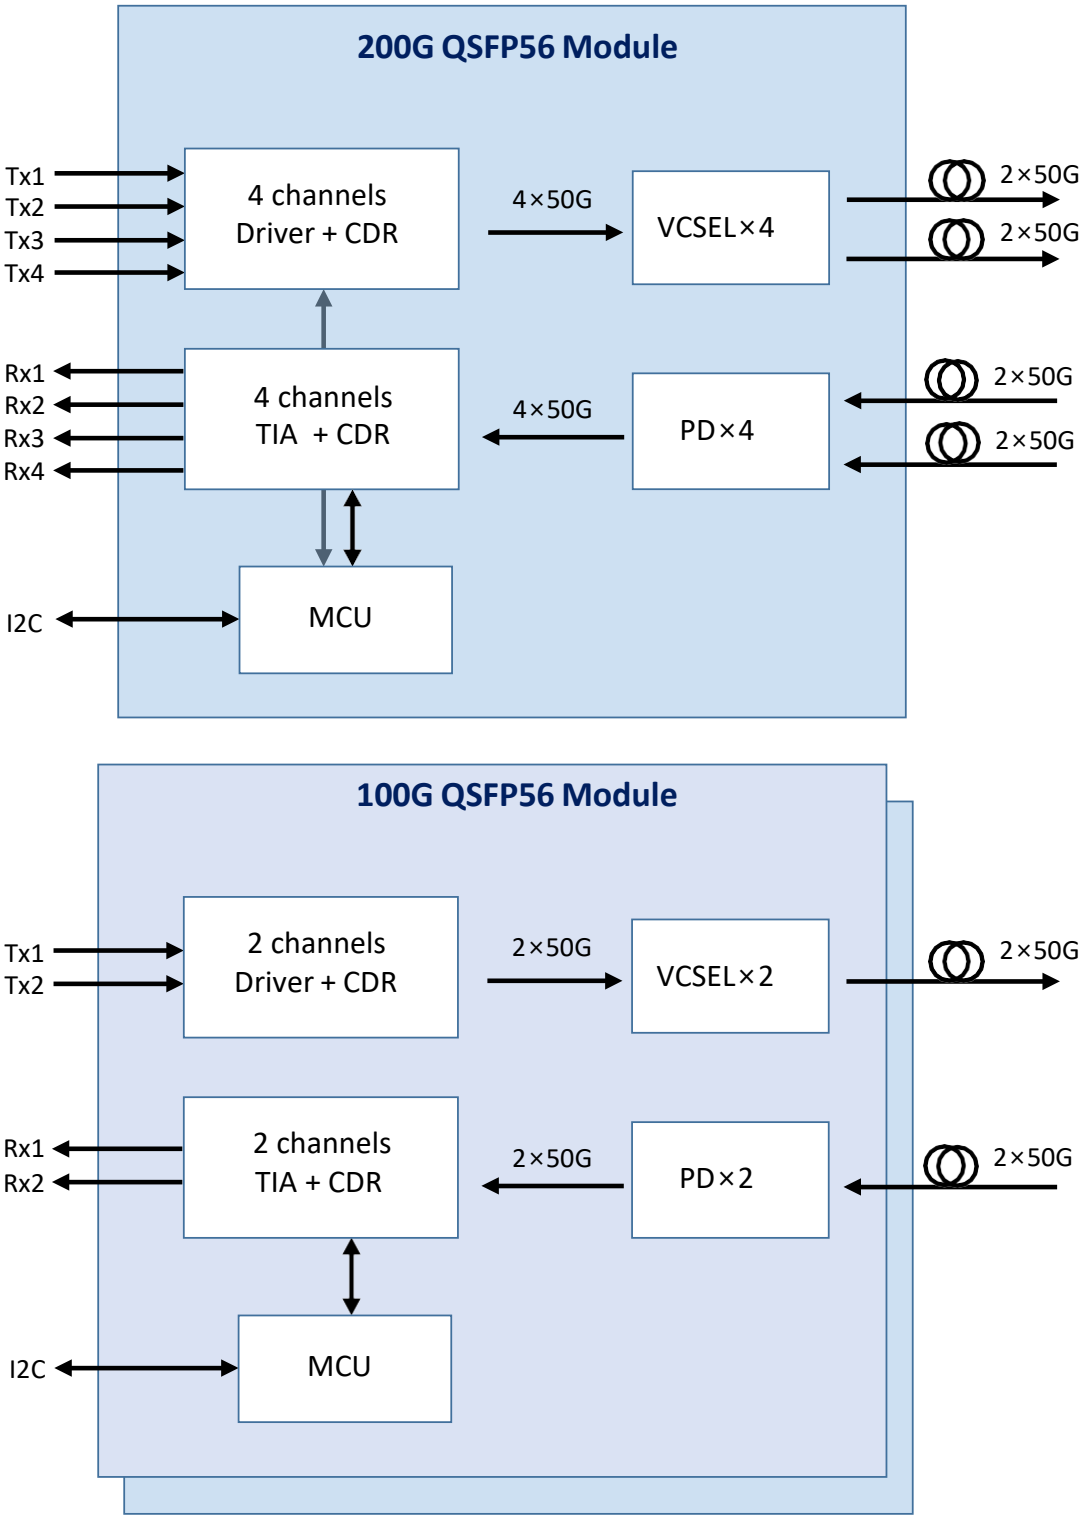 200G QSFP56 Module
Tx1
Tx2
Tx3
Tx4
4 channels
Driver + CDR
4×50G
VCSEL×4
2×50G
2×50G
Rx1
Rx2
Rx3
Rx4
4 channels
TIA + CDR
4×50G
PD×4
2×50G
2×50G
I2C
MCU
100G QSFP56 Module
Tx1
Tx2
2 channels
Driver + CDR
2×50G
VCSEL×2
2×50G
Rx1
Rx2
2 channels
TIA + CDR
2×50G
PD×2
2×50G
I2C
MCU